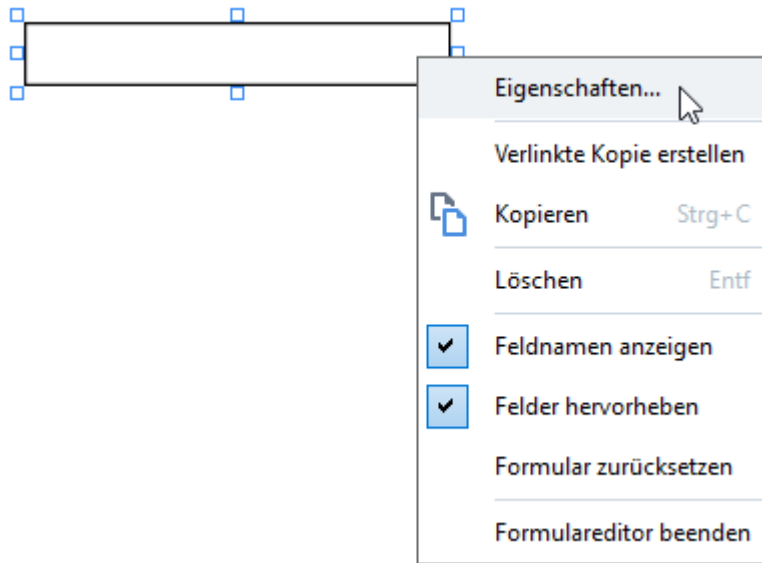 Eigenschaften...
Verlinkte Kopie erstellen
Kopieren Strg+C
Löschen Entf
Feldnamen anzeigen
Felder hervorheben
Formular zurücksetzen
Formulareditor beenden